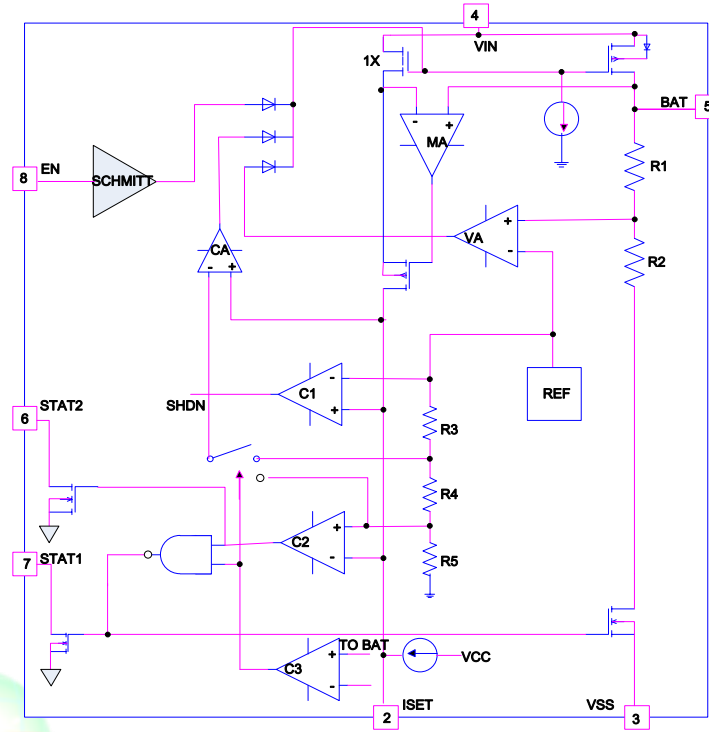 4
VIN
1X
BAT
5
- +
MA
R1
8
EN
SCHMITT
+
VA
-
CA
- +
R2
-
C1
+
SHDN
REF
R3
6
STAT2
R4
+
C2
-
R5
7
STAT1
TO BAT
+
C3
-
VCC
ISET
2
VSS
3